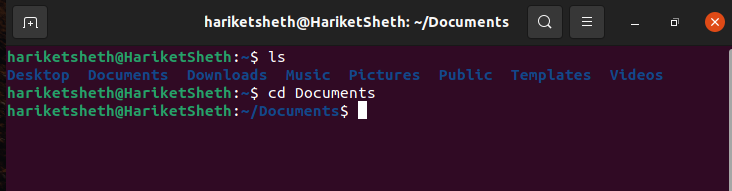 hariketsheth@HariketSheth: ~/Documents
hariketsheth@HariketSheth:~$ ls
Desktop  Documents  Downloads  Music  Pictures  Public  Templates  Videos
hariketsheth@HariketSheth:~$ cd Documents
hariketsheth@HariketSheth:~/Documents$